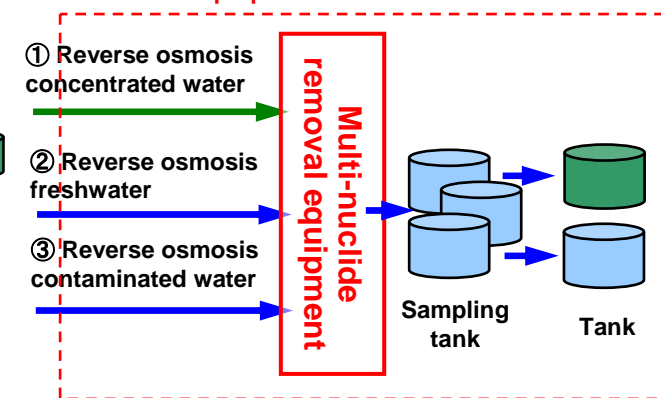 ① Reverse osmosis
concentrated water
② Reverse osmosis
freshwater
③ Reverse osmosis
contaminated water
Multi-nuclide
removal equipment
Sampling
tank
Tank